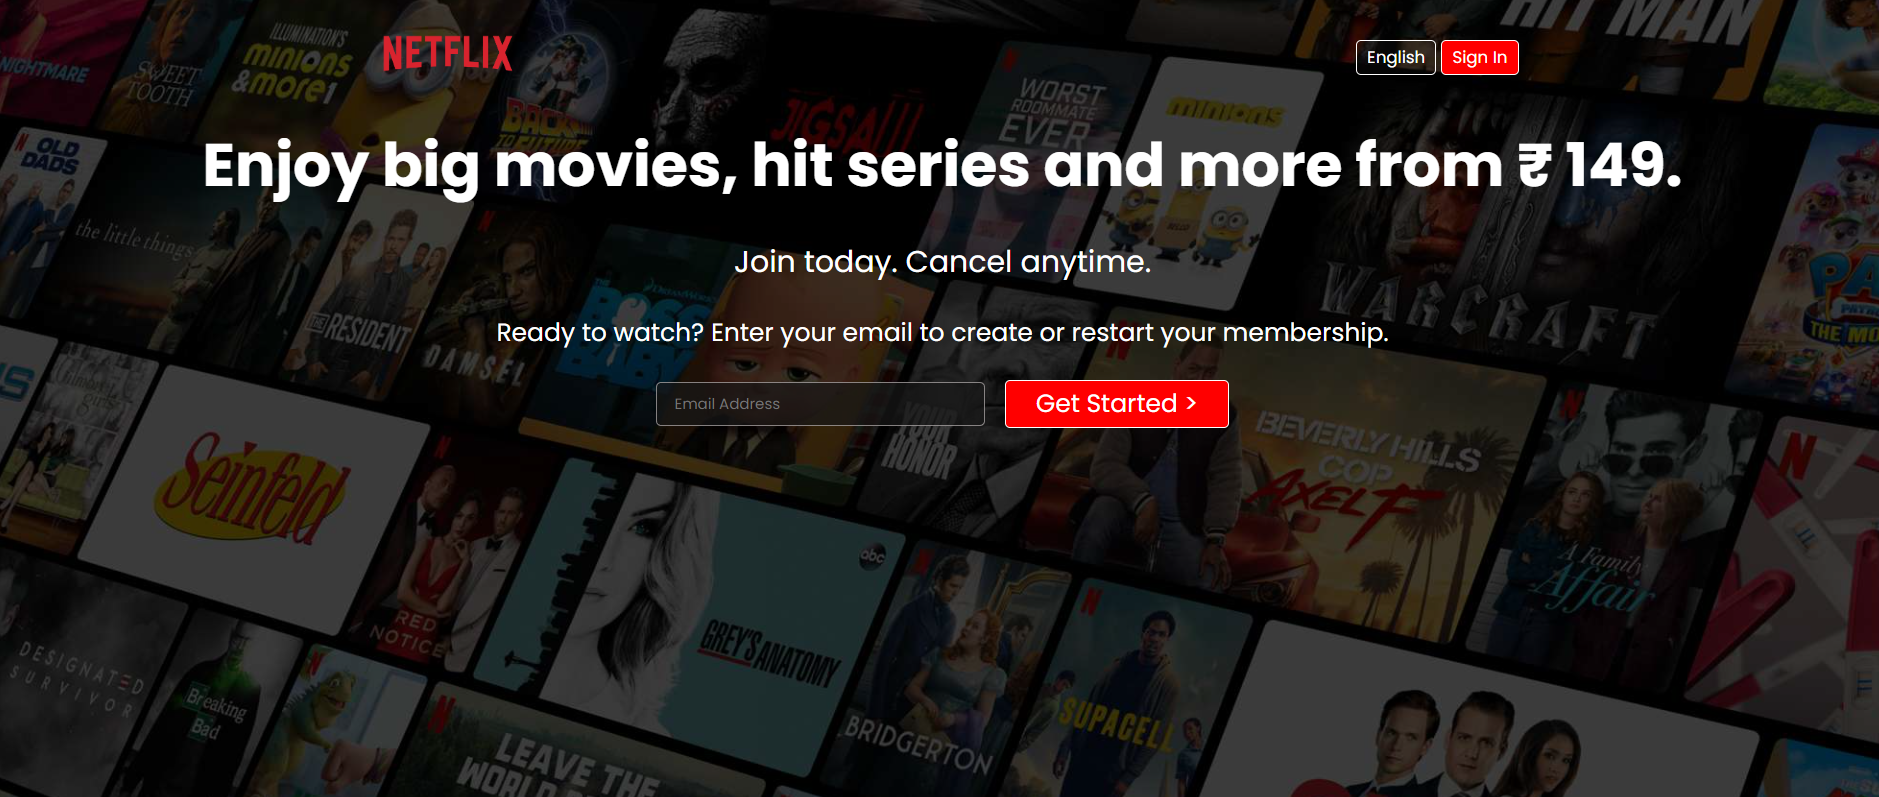 NETFLIX
English
Sign In
Enjoy big movies, hit series and more from ₹ 149.
Join today. Cancel anytime.
Ready to watch? Enter your email to create or restart your membership.
Email Address
Get Started >
HIT MAN
NIGHTMARE
SWEET
TOOTH
ILLUMINATION'S
minions
&more1
BACK
TO FUTURE
JIGSAW
WORST
ROOMMATE
EVER
minions
OLD
DADS
the little things
THE RESIDENT
DAMSEL
THE
BOSS
BABY
DREAMWORKS
WARCRAFT
PATROL
THE MO
YOUR
HONOR
BEVERLY HILLS
COP
AXEL F
A Family
Affair
Seinfeld
RED
NOTICE
abc
GREY'S ANATOMY
DESIGNATED
SURVIVOR
Breaking
Bad
LEAVE THE
WORLD
BRIDGERTON
SUPACELL